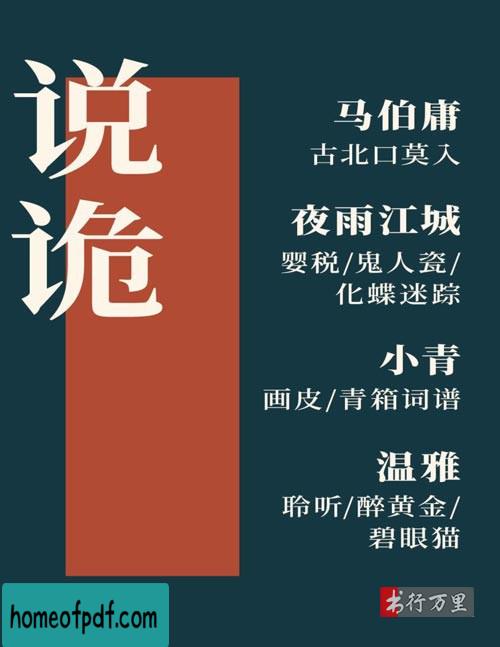 说诡
马伯庸
古北口莫入
夜雨江城
婴税/鬼人瓷/
化蝶迷踪
小青
画皮/青箱词谱
温雅
聆听/醉黄金/
碧眼猫
书行万里
homeofpdf.com